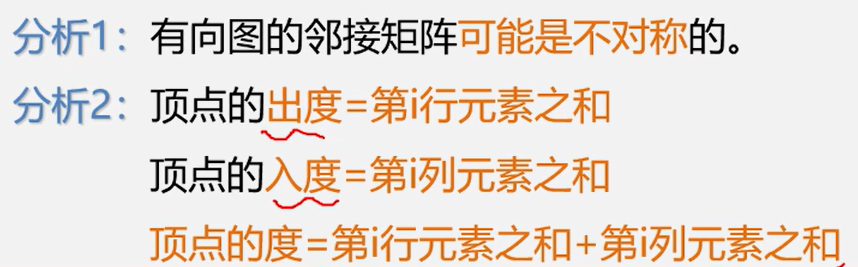 分析1：有向图的邻接矩阵可能是不对称的。
分析2：顶点的出度=第i行元素之和
顶点的入度=第i列元素之和
顶点的度=第i行元素之和+第i列元素之和